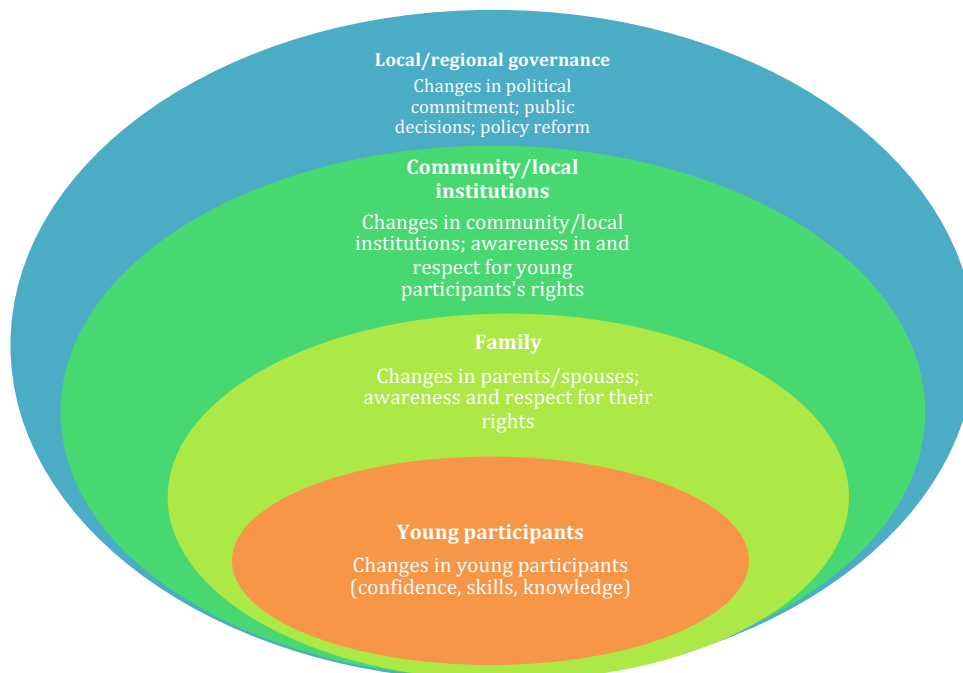 Local/regional governance
Changes in political
commitment; public
decisions; policy reform
Community/local
institutions
Changes in community/local
institutions; awareness in and
respect for young
participants's rights
Family
Changes in parents/spouses;
awareness and respect for their
rights
Young participants
Changes in young participants
(confidence, skills, knowledge)